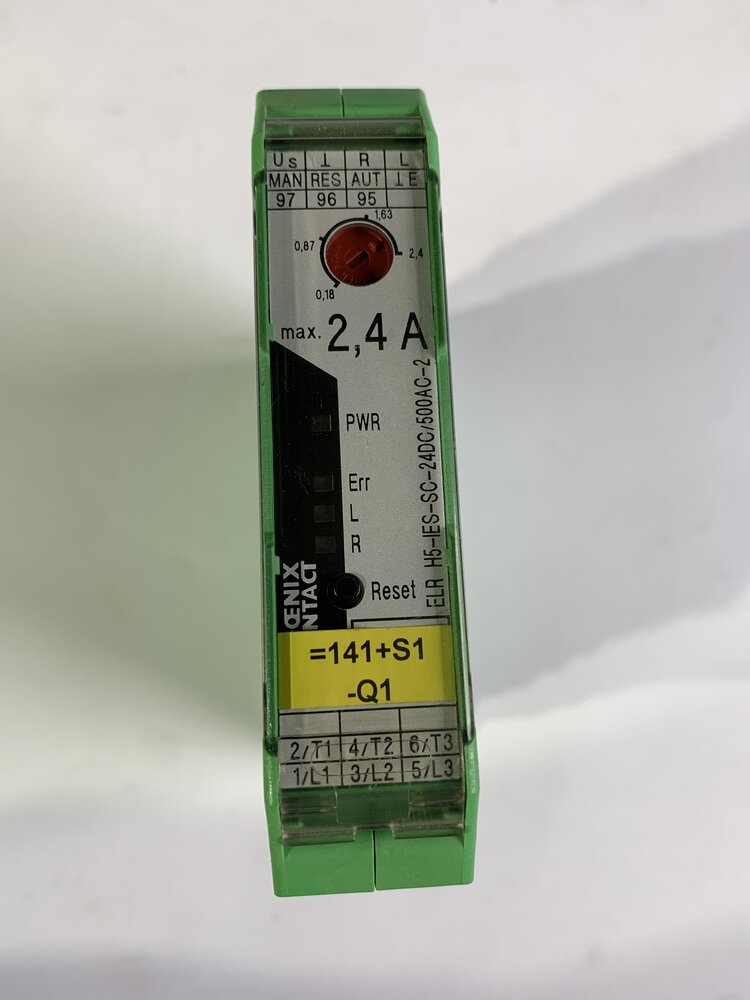 Us ⊥ R L
MAN RES AUT ⊥E
97 96 95
1,63
0,87
2,4
0,18
max. 2,4 A
PWR
Err
L
R
Reset
ELR H5-IES-SC-24DC/500AC-2
ŒNIX
NTACT
=141+S1
-Q1
2/T1 4/T2 6/T3
1/L1 3/L2 5/L3